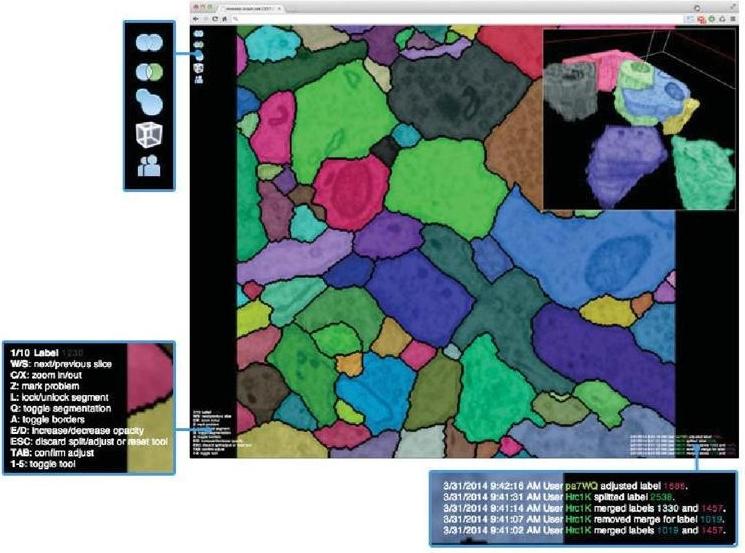 1/10 Label 1230
W/S: next/previous slice
C/X: zoom in/out
Z: mark problem
L: lock/unlock segment
Q: toggle segmentation
A: toggle borders
E/D: increase/decrease opacity
ESC: discard split/adjust or reset tool
TAB: confirm adjust
1-5: toggle tool
3/31/2014 9:42:16 AM User pa7WQ adjusted label 1686.
3/31/2014 9:41:31 AM User Hrc1K splitted label 2538.
3/31/2014 9:41:14 AM User Hrc1K merged labels 1330 and 1457.
3/31/2014 9:41:07 AM User Hrc1K removed merge for label 1019.
3/31/2014 9:41:02 AM User Hrc1K merged labels 1019 and 1457.